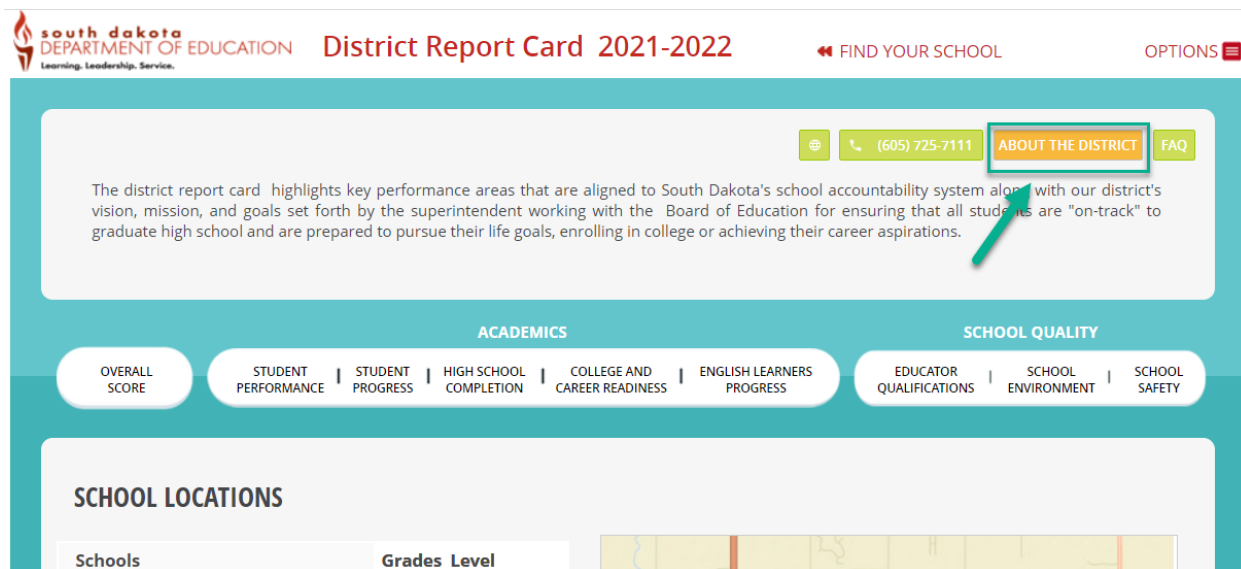 south dakota
DEPARTMENT OF EDUCATION
Learning. Leadership. Service.
District Report Card 2021-2022
FIND YOUR SCHOOL
OPTIONS
(605) 725-7111
ABOUT THE DISTRICT
FAQ
The district report card highlights key performance areas that are aligned to South Dakota's school accountability system along with our district's
vision, mission, and goals set forth by the superintendent working with the Board of Education for ensuring that all students are "on-track" to
graduate high school and are prepared to pursue their life goals, enrolling in college or achieving their career aspirations.
ACADEMICS
SCHOOL QUALITY
OVERALL
SCORE
STUDENT
PERFORMANCE
STUDENT
PROGRESS
HIGH SCHOOL
COMPLETION
COLLEGE AND
CAREER READINESS
ENGLISH LEARNERS
PROGRESS
EDUCATOR
QUALIFICATIONS
SCHOOL
ENVIRONMENT
SCHOOL
SAFETY
SCHOOL LOCATIONS
Schools
Grades Level